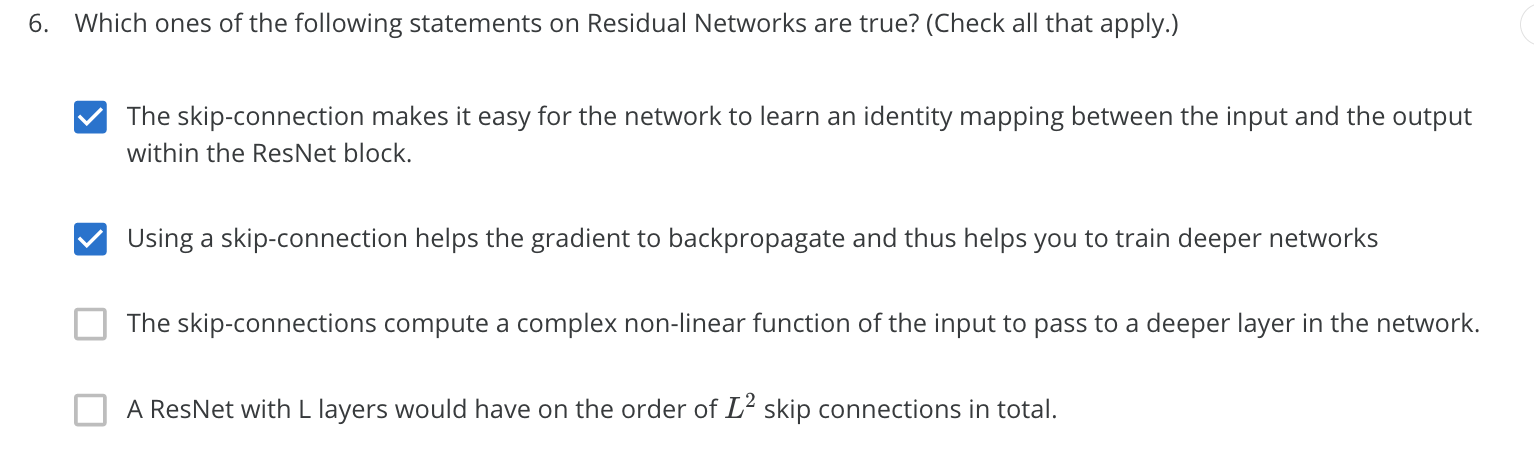 6. Which ones of the following statements on Residual Networks are true? (Check all that apply.)
The skip-connection makes it easy for the network to learn an identity mapping between the input and the output
within the ResNet block.
Using a skip-connection helps the gradient to backpropagate and thus helps you to train deeper networks
The skip-connections compute a complex non-linear function of the input to pass to a deeper layer in the network.
A ResNet with L layers would have on the order of L² skip connections in total.